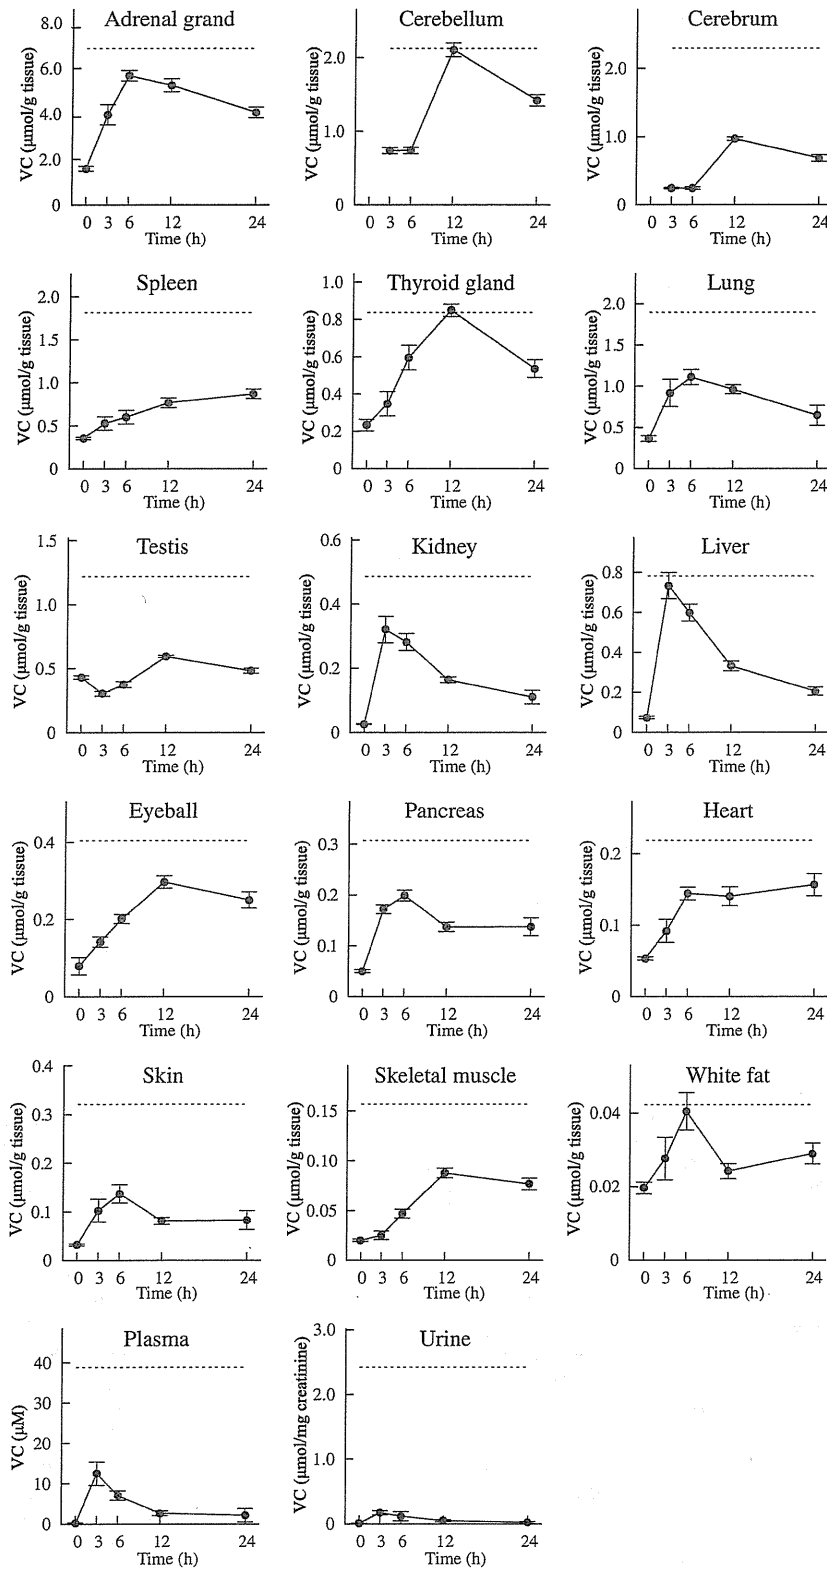 Adrenal grand
VC (μmol/g tissue)
8.0
6.0
4.0
2.0
0
0 3 6 12 24
Time (h)
Cerebellum
VC (μmol/g tissue)
2.0
1.0
0
0 3 6 12 24
Time (h)
Cerebrum
VC (μmol/g tissue)
2.0
1.0
0
0 3 6 12 24
Time (h)
Spleen
VC (μmol/g tissue)
2.0
1.5
1.0
0.5
0
0 3 6 12 24
Time (h)
Thyroid gland
VC (μmol/g tissue)
1.0
0.8
0.6
0.4
0.2
0
0 3 6 12 24
Time (h)
Lung
VC (μmol/g tissue)
2.0
1.5
1.0
0.5
0
0 3 6 12 24
Time (h)
Testis
VC (μmol/g tissue)
1.5
1.0
0.5
0
0 3 6 12 24
Time (h)
Kidney
VC (μmol/g tissue)
0.6
0.4
0.2
0
0 3 6 12 24
Time (h)
Liver
VC (μmol/g tissue)
0.8
0.6
0.4
0.2
0
0 3 6 12 24
Time (h)
Eyeball
VC (μmol/g tissue)
0.4
0.2
0
0 3 6 12 24
Time (h)
Pancreas
VC (μmol/g tissue)
0.3
0.2
0.1
0
0 3 6 12 24
Time (h)
Heart
VC (μmol/g tissue)
0.2
0.1
0
0 3 6 12 24
Time (h)
Skin
VC (μmol/g tissue)
0.4
0.3
0.2
0.1
0
0 3 6 12 24
Time (h)
Skeletal muscle
VC (μmol/g tissue)
0.15
0.10
0.05
0
0 3 6 12 24
Time (h)
White fat
VC (μmol/g tissue)
0.04
0.02
0
0 3 6 12 24
Time (h)
Plasma
VC (μM)
40
30
20
10
0
0 3 6 12 24
Time (h)
Urine
VC (μmol/mg creatinine)
3.0
2.0
1.0
0
0 3 6 12 24
Time (h)